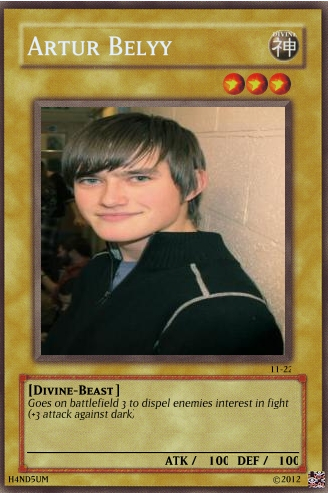 Artur Belyy
DIVINE
神
11-22
[Divine-Beast]
Goes on battlefield 3 to dispel enemies interest in fight
(+3 attack against dark)
ATK / 100 DEF / 100
H4ND5UM
©2012